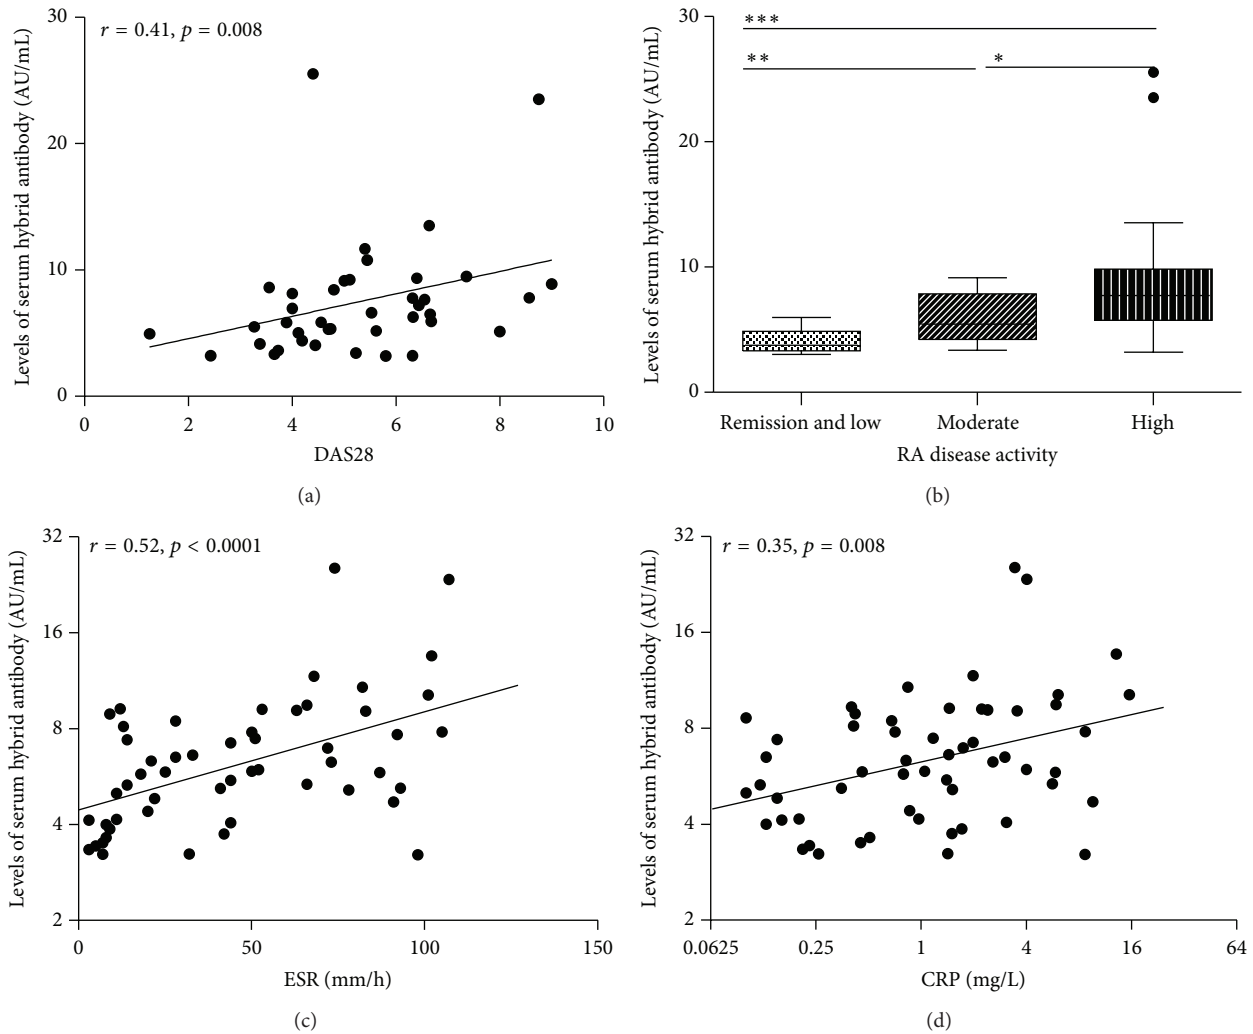 r = 0.41, p = 0.008
Levels of serum hybrid antibody (AU/mL)
30
20
10
0
0 2 4 6 8 10
DAS28
(a)
***
**
*
Levels of serum hybrid antibody (AU/mL)
30
20
10
0
Remission and low Moderate High
RA disease activity
(b)
r = 0.52, p < 0.0001
Levels of serum hybrid antibody (AU/mL)
32
16
8
4
2
0 50 100 150
ESR (mm/h)
(c)
r = 0.35, p = 0.008
Levels of serum hybrid antibody (AU/mL)
32
16
8
4
2
0.0625 0.25 1 4 16 64
CRP (mg/L)
(d)